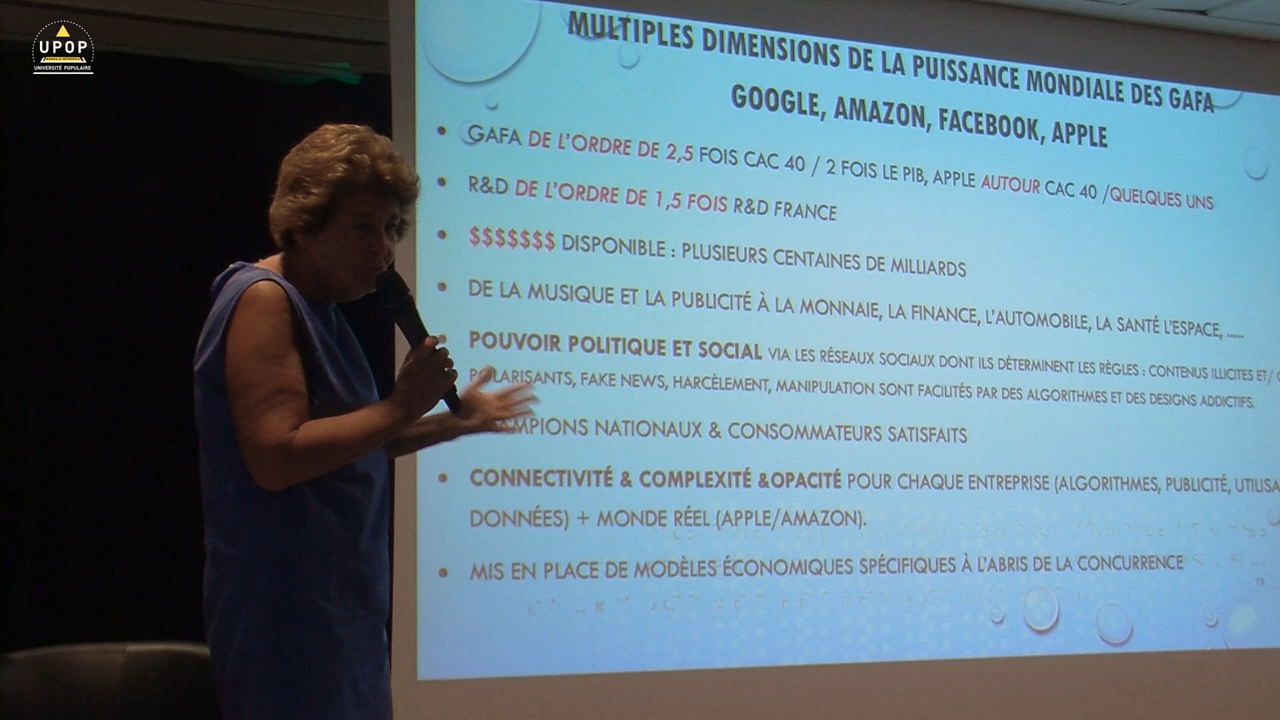 UPOP
UNIVERSITÉ POPULAIRE
MULTIPLES DIMENSIONS DE LA PUISSANCE MONDIALE DES GAFA
GOOGLE, AMAZON, FACEBOOK, APPLE
• GAFA DE L'ORDRE DE 2,5 FOIS CAC 40 / 2 FOIS LE PIB, APPLE AUTOUR CAC 40 /QUELQUES UNS
• R&D DE L'ORDRE DE 1,5 FOIS R&D FRANCE
• $$$$$$$ DISPONIBLE : PLUSIEURS CENTAINES DE MILLIARDS
• DE LA MUSIQUE ET LA PUBLICITÉ À LA MONNAIE, LA FINANCE, L'AUTOMOBILE, LA SANTÉ L'ESPACE, .....
POUVOIR POLITIQUE ET SOCIAL VIA LES RÉSEAUX SOCIAUX DONT ILS DÉTERMINENT LES RÈGLES : CONTENUS ILLICITES ET/
POLARISANTS, FAKE NEWS, HARCÈLEMENT, MANIPULATION SONT FACILITÉS PAR DES ALGORITHMES ET DES DESIGNS ADDICTIFS.
AMPIONS NATIONAUX & CONSOMMATEURS SATISFAITS
• CONNECTIVITÉ & COMPLEXITÉ &OPACITÉ POUR CHAQUE ENTREPRISE (ALGORITHMES, PUBLICITÉ, UTILISA
DONNÉES) + MONDE RÉEL (APPLE/AMAZON).
• MIS EN PLACE DE MODÈLES ÉCONOMIQUES SPÉCIFIQUES À L'ABRIS DE LA CONCURRENCE